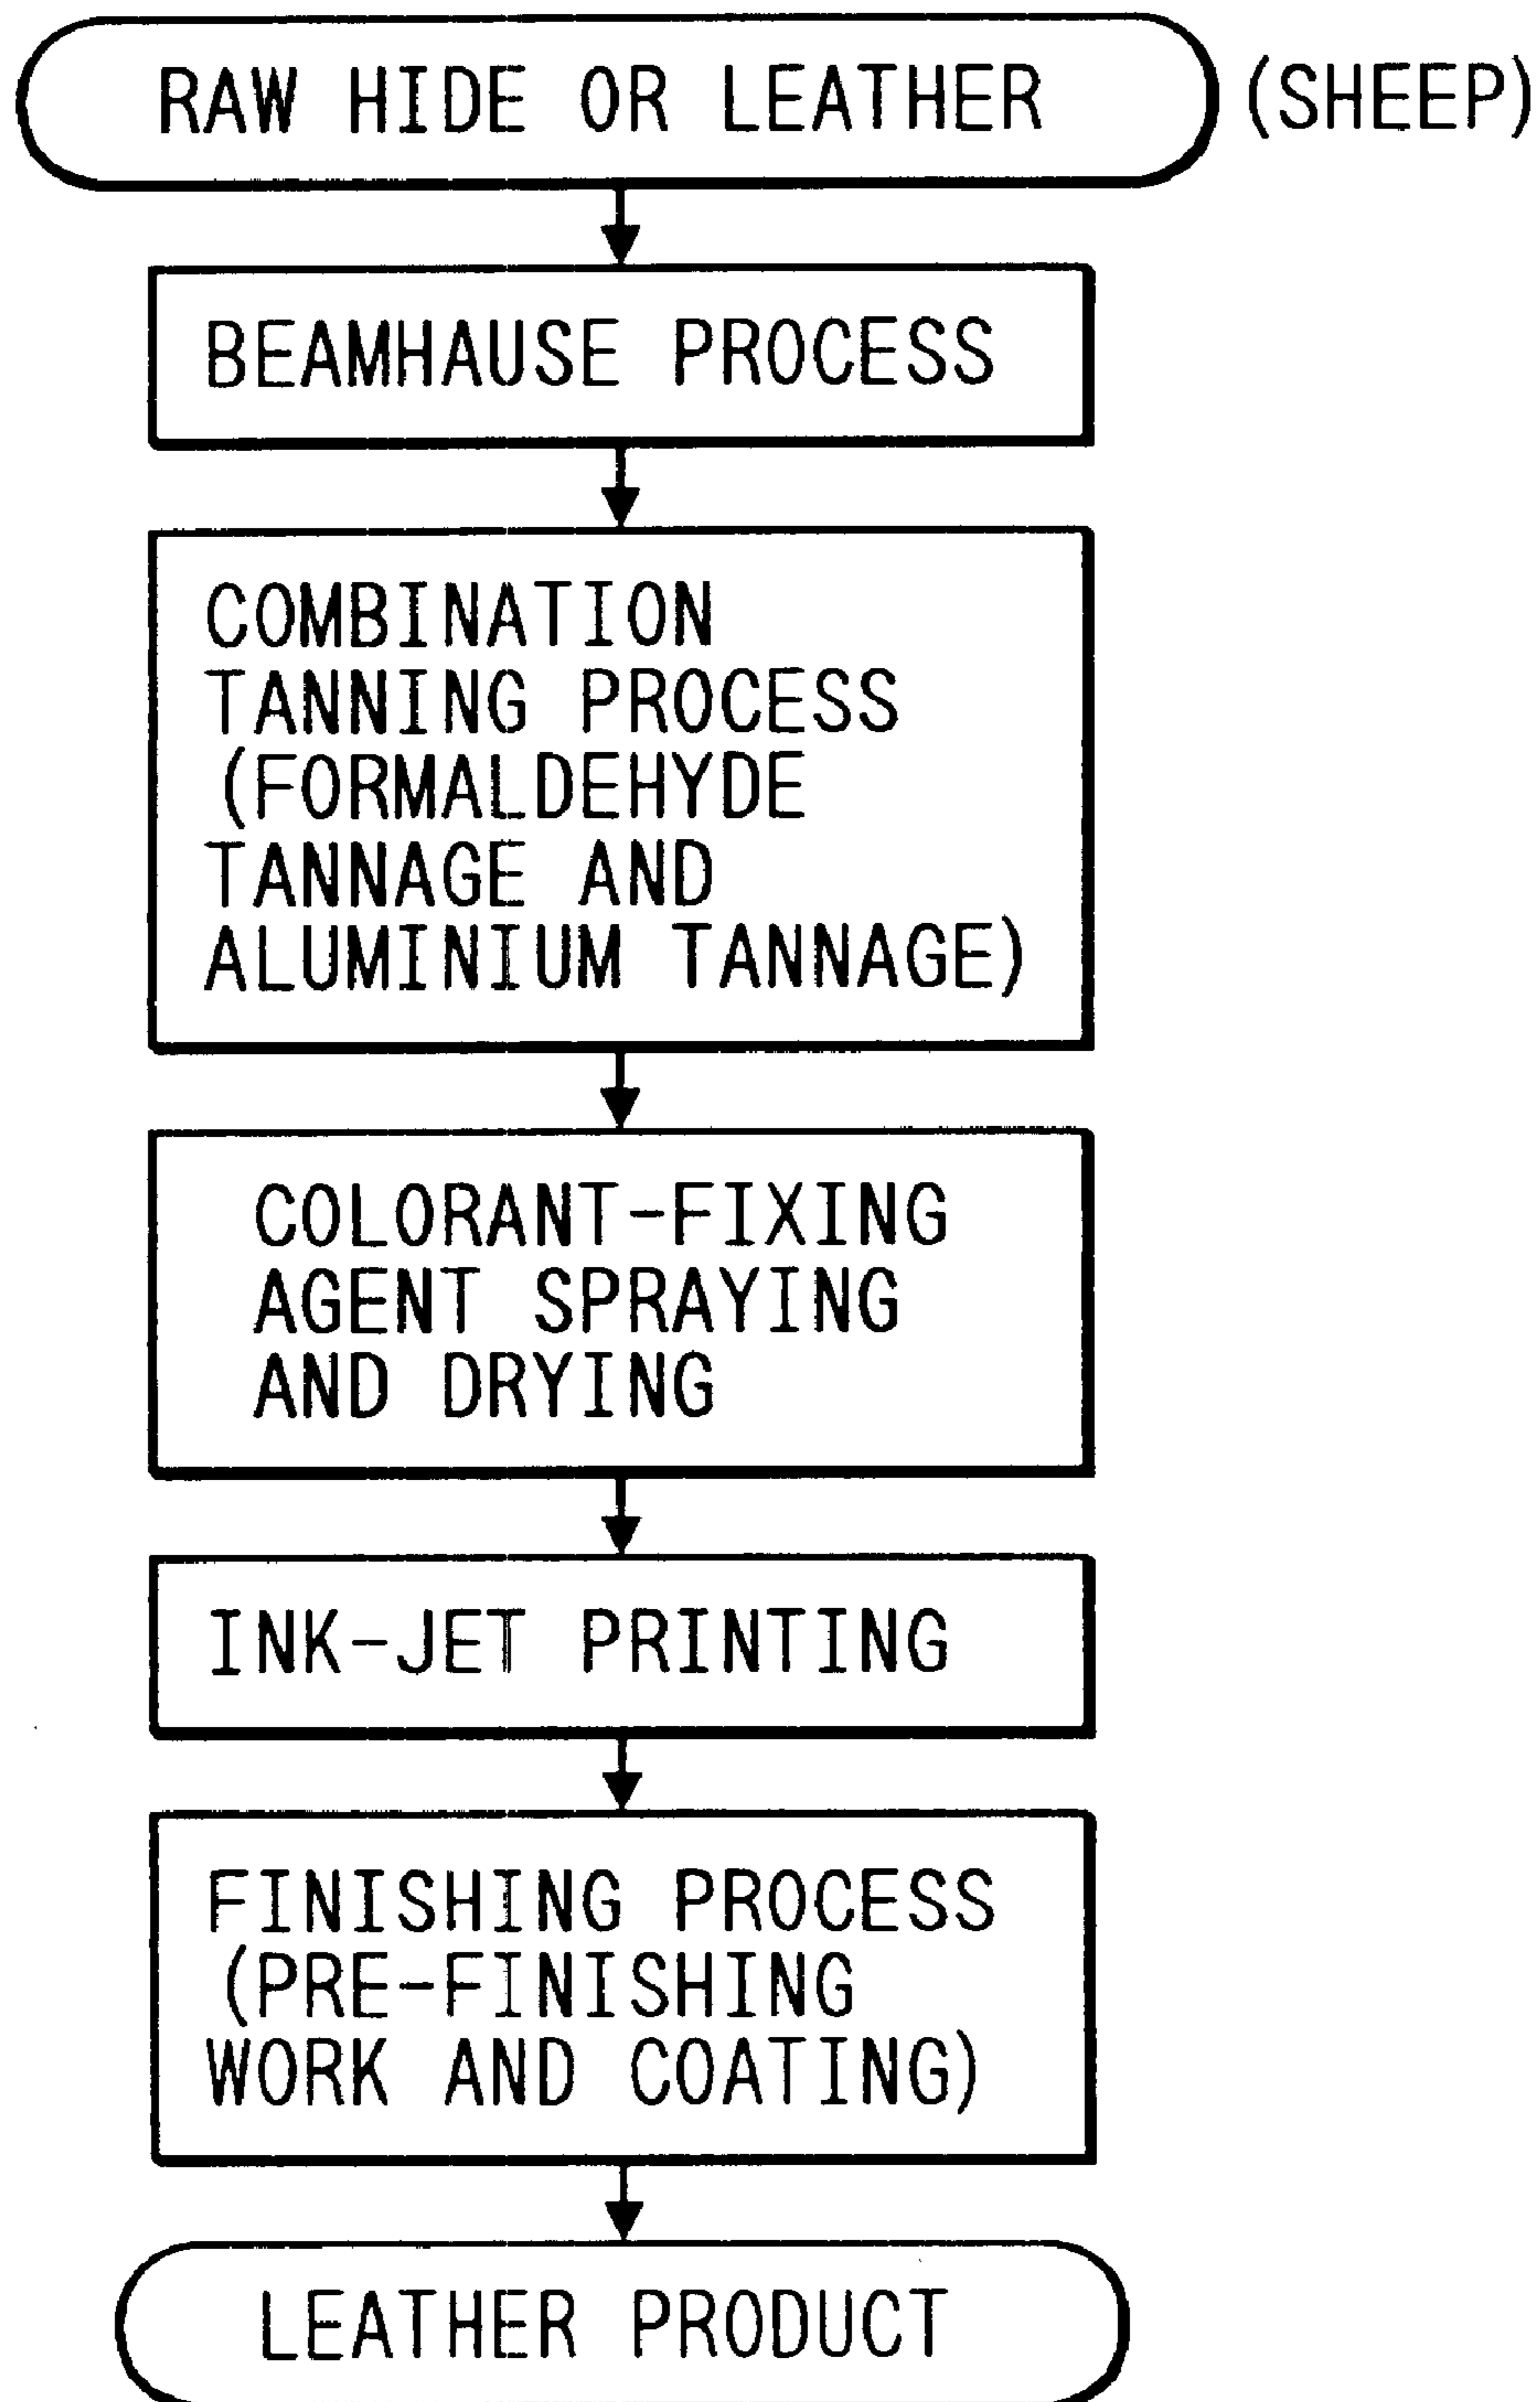 RAW HIDE OR LEATHER (SHEEP)
BEAMHAUSE PROCESS
COMBINATION
TANNING PROCESS
(FORMALDEHYDE
TANNAGE AND
ALUMINIUM TANNAGE)
COLORANT-FIXING
AGENT SPRAYING
AND DRYING
INK-JET PRINTING
FINISHING PROCESS
(PRE-FINISHING
WORK AND COATING)
LEATHER PRODUCT